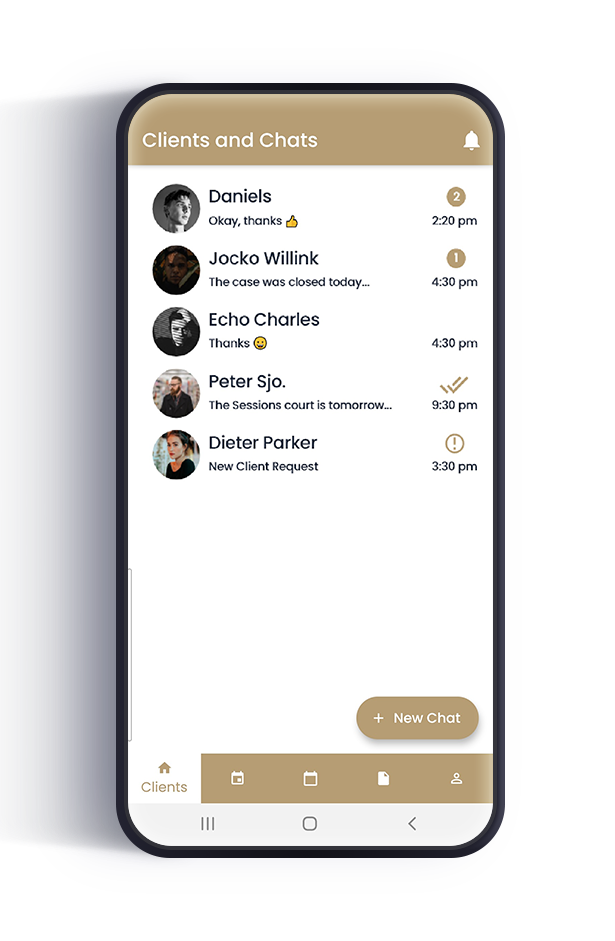 Clients and Chats
Daniels
2
Okay, thanks 👍
2:20 pm
Jocko Willink
1
The case was closed today...
4:30 pm
Echo Charles
Thanks 😀
4:30 pm
Peter Sjo.
The Sessions court is tomorrow...
9:30 pm
Dieter Parker
New Client Request
3:30 pm
+ New Chat
Clients